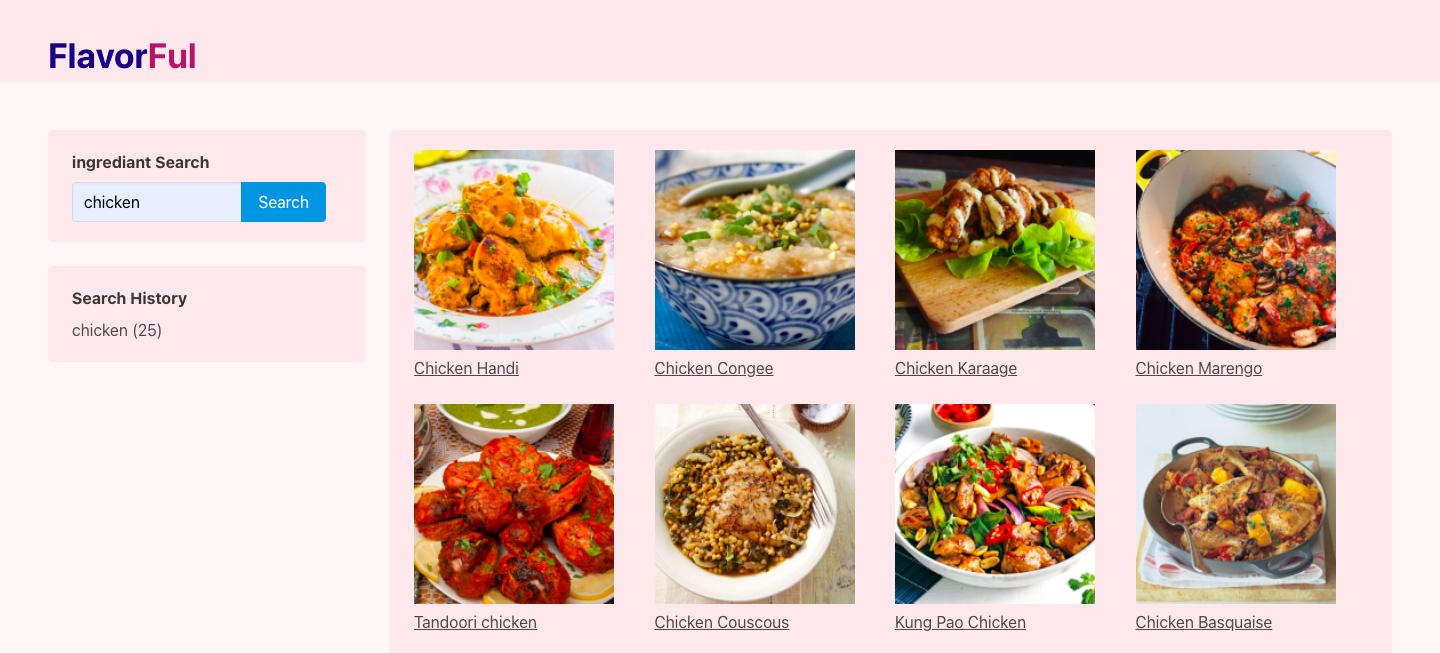 FlavorFul
ingrediant Search
chicken
Search
Search History
chicken (25)
Chicken Handi
Chicken Congee
Chicken Karaage
Chicken Marengo
Tandoori chicken
Chicken Couscous
Kung Pao Chicken
Chicken Basquaise